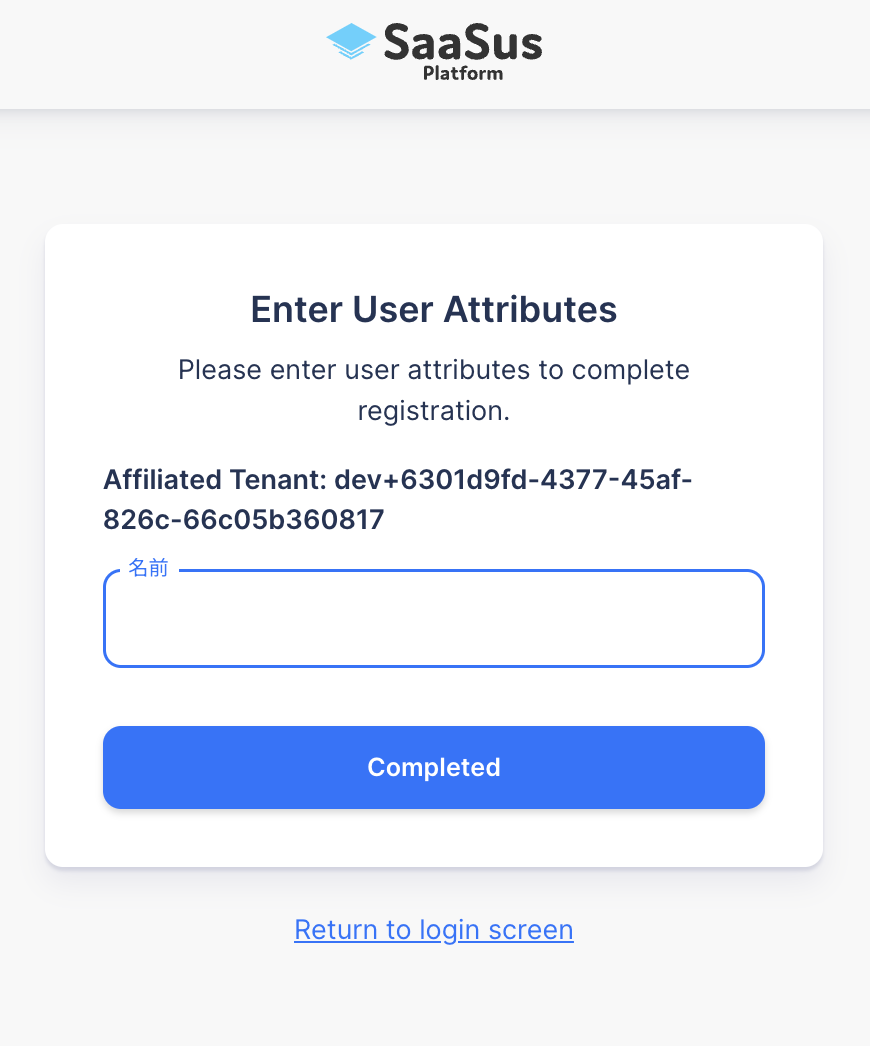 SaaSus
Platform
Enter User Attributes
Please enter user attributes to complete
registration.
Affiliated Tenant: dev+6301d9fd-4377-45af-
826c-66c05b360817
名前
Completed
Return to login screen